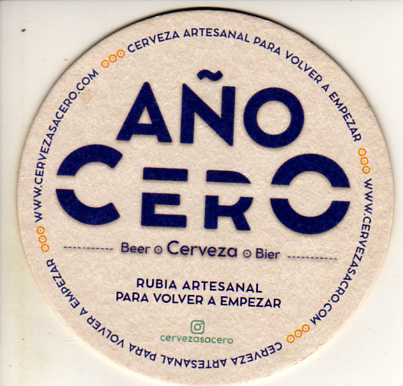 AÑO
CERO
Beer Cerveza Bier
RUBIA ARTESANAL
PARA VOLVER A EMPEZAR
cervezasacero
CERVEZA ARTESANAL PARA VOLVER A EMPEZAR
WWW.CERVEZASACERO.COM
CERVEZA ARTESANAL PARA VOLVER A EMPEZAR
WWW.CERVEZASACERO.COM